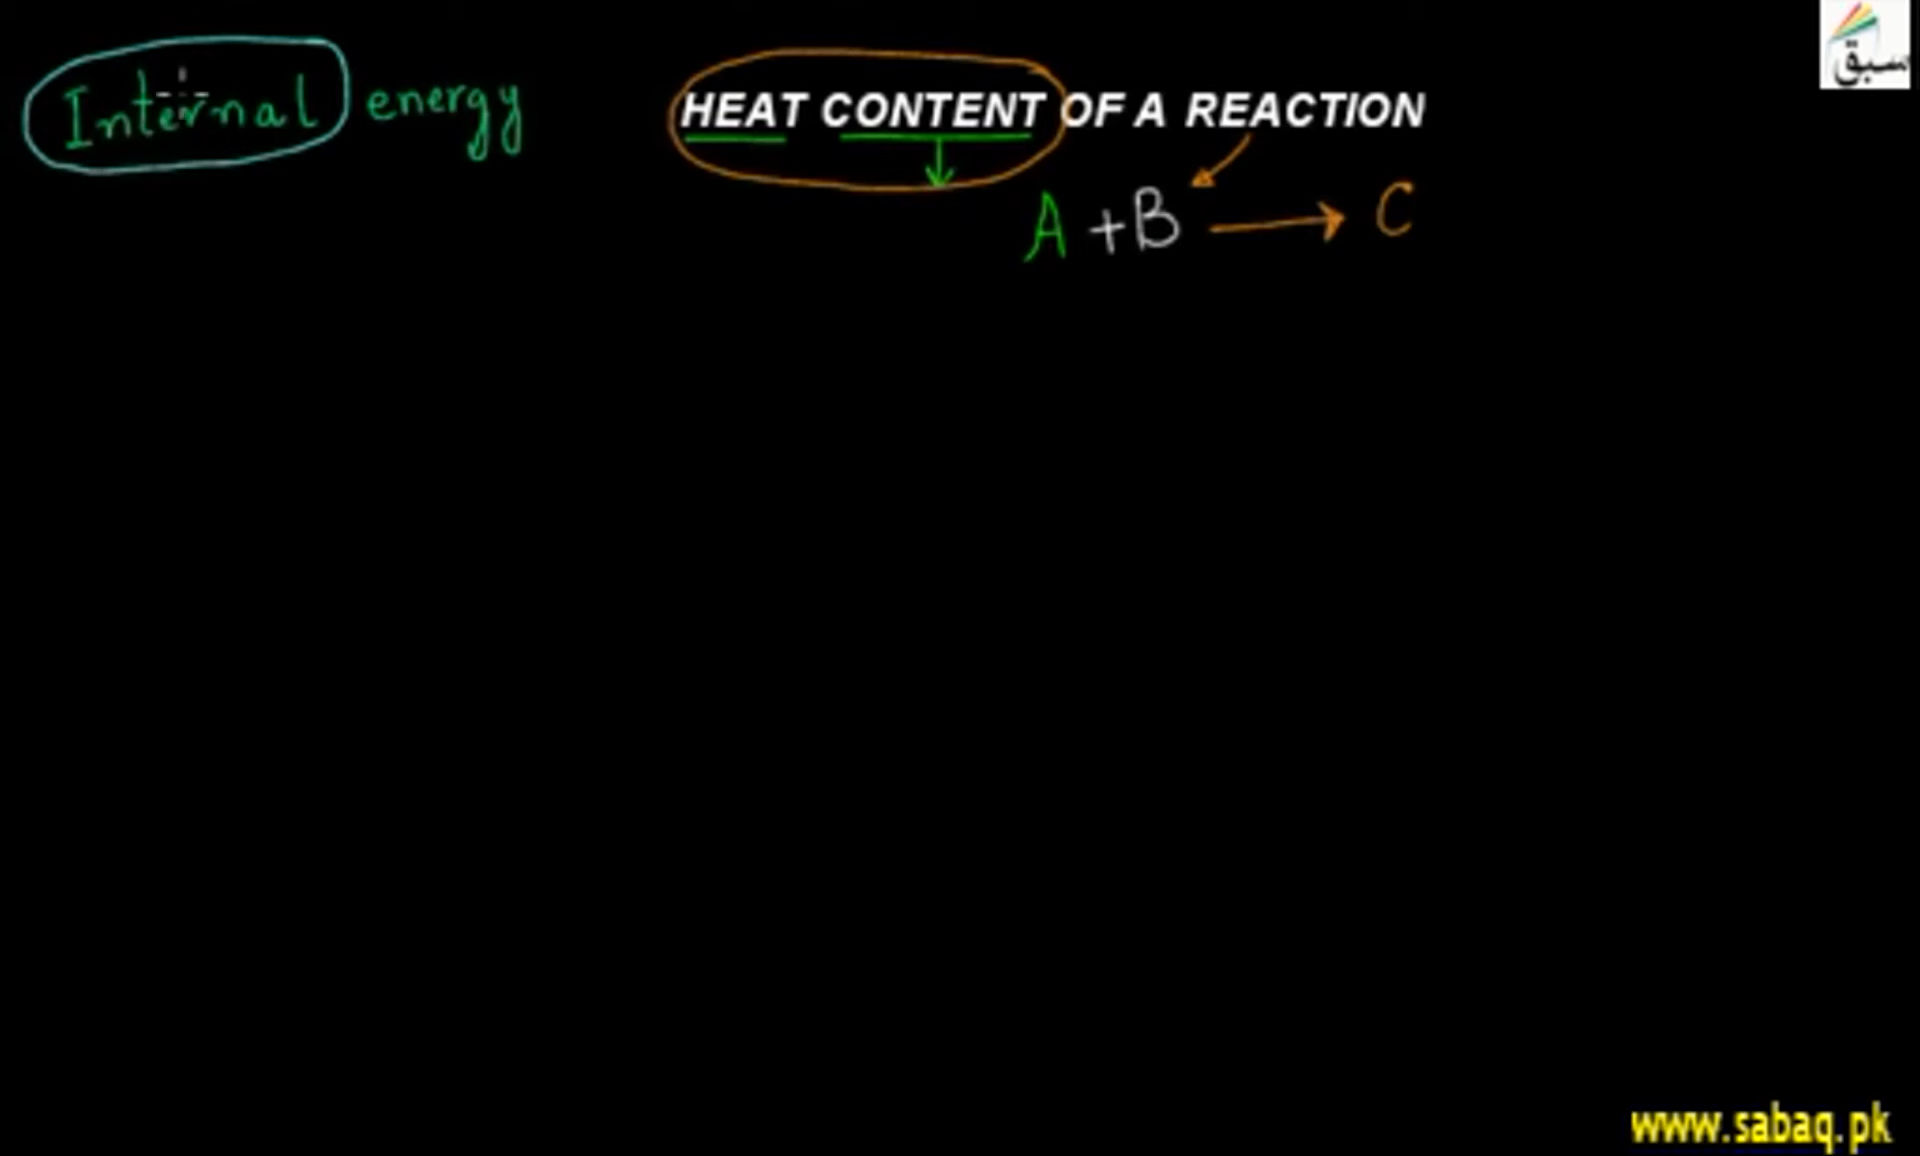 Internal energy
HEAT CONTENT OF A REACTION
A + B → C
سبق
www.sabaq.pk